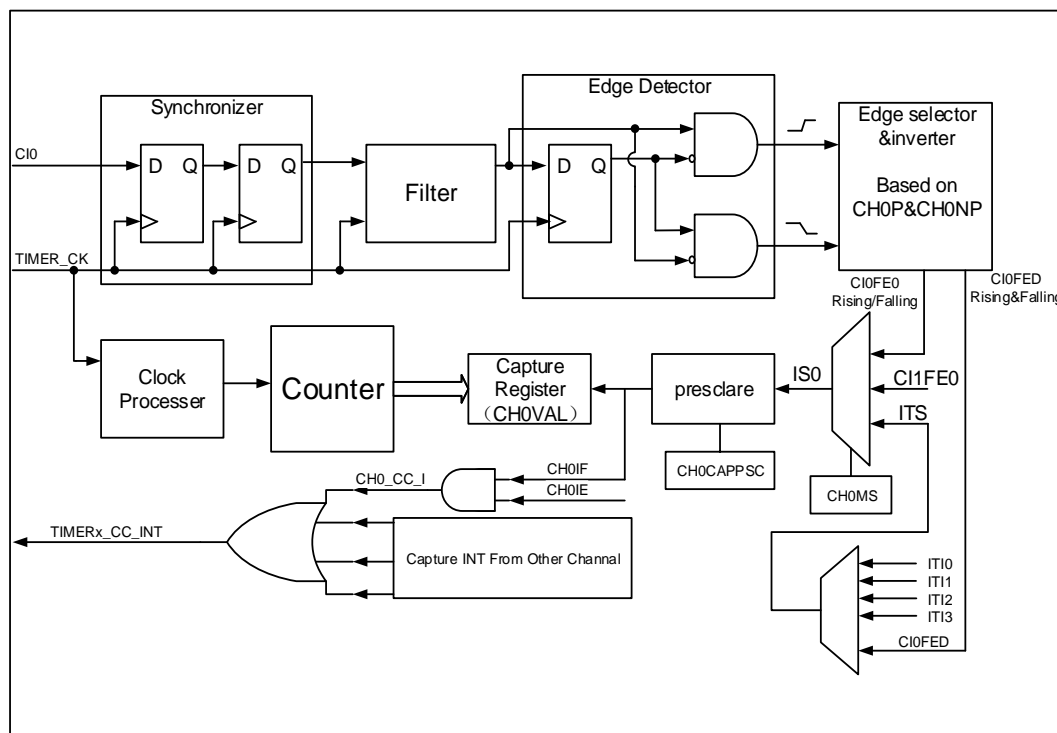 Synchronizer
Edge Detector
CI0
D Q
D Q
Filter
D Q
Edge selector
&inverter
Based on
CH0P&CH0NP
TIMER_CK
CI0FE0
Rising/Falling
CI0FED
Rising&Falling
Clock
Processer
Counter
Capture
Register
（CH0VAL）
presclare
IS0
CI1FE0
ITS
CH0CAPPSC
CH0MS
CH0_CC_I
CH0IF
CH0IE
TIMERx_CC_INT
Capture INT From Other Channel
ITI0
ITI1
ITI2
ITI3
CI0FED